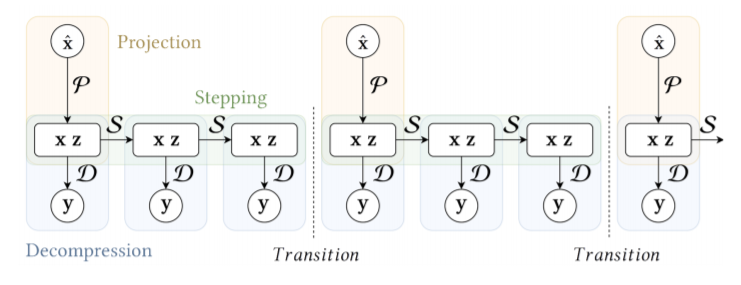 x̂ x̂ x̂
Projection
𝒫 𝒫 𝒫
Stepping
x z 𝒮 x z 𝒮 x z x z 𝒮 x z 𝒮 x z x z 𝒮
𝒟 𝒟 𝒟 𝒟 𝒟 𝒟 𝒟
y y y y y y y
Decompression
Transition Transition